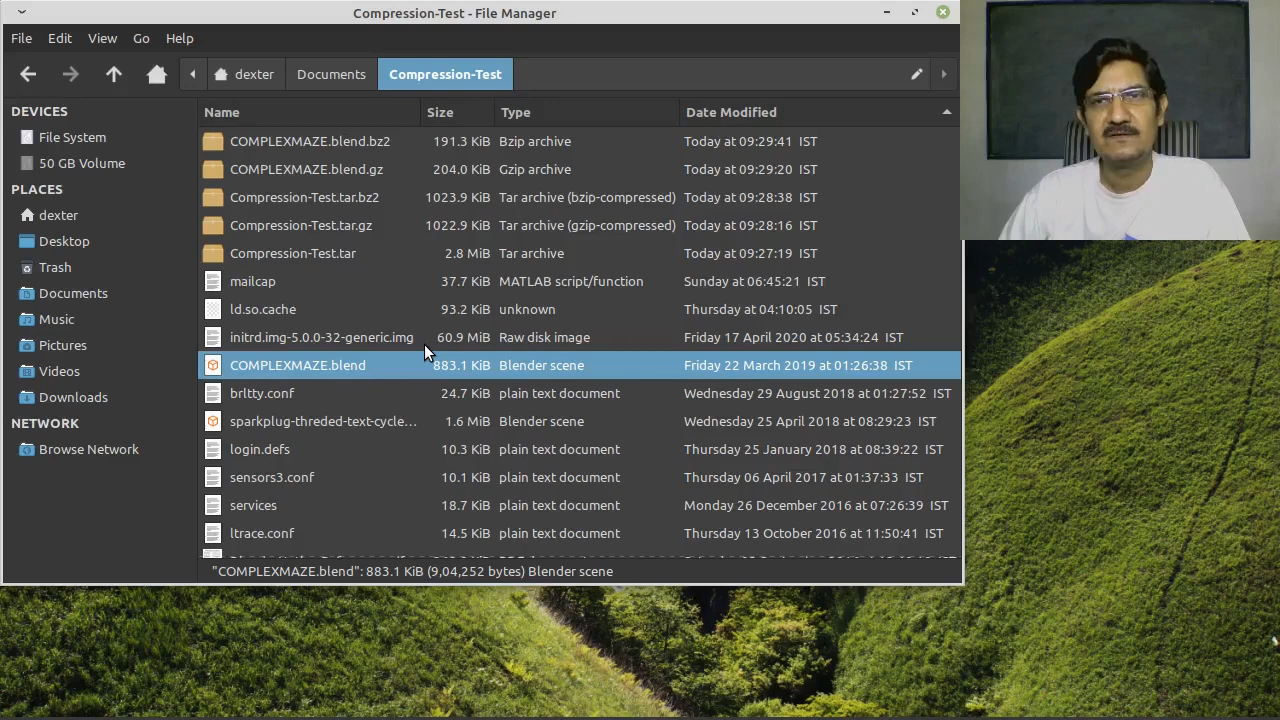 Compression-Test - File Manager
File Edit View Go Help
dexter Documents Compression-Test
DEVICES
File System
50 GB Volume
PLACES
dexter
Desktop
Trash
Documents
Music
Pictures
Videos
Downloads
NETWORK
Browse Network
Name Size Type Date Modified
COMPLEXMAZE.blend.bz2 191.3 KiB Bzip archive Today at 09:29:41 IST
COMPLEXMAZE.blend.gz 204.0 KiB Gzip archive Today at 09:29:20 IST
Compression-Test.tar.bz2 1023.9 KiB Tar archive (bzip-compressed) Today at 09:28:38 IST
Compression-Test.tar.gz 1022.9 KiB Tar archive (gzip-compressed) Today at 09:28:16 IST
Compression-Test.tar 2.8 MiB Tar archive Today at 09:27:19 IST
mailcap 37.7 KiB MATLAB script/function Sunday at 06:45:21 IST
ld.so.cache 93.2 KiB unknown Thursday at 04:10:05 IST
initrd.img-5.0.0-32-generic.img 60.9 MiB Raw disk image Friday 17 April 2020 at 05:34:24 IST
COMPLEXMAZE.blend 883.1 KiB Blender scene Friday 22 March 2019 at 01:26:38 IST
brltty.conf 24.7 KiB plain text document Wednesday 29 August 2018 at 01:27:52 IST
sparkplug-threded-text-cycle... 1.6 MiB Blender scene Wednesday 25 April 2018 at 08:29:23 IST
login.defs 10.3 KiB plain text document Thursday 25 January 2018 at 08:39:22 IST
sensors3.conf 10.1 KiB plain text document Thursday 06 April 2017 at 01:37:33 IST
services 18.7 KiB plain text document Monday 26 December 2016 at 07:26:39 IST
ltrace.conf 14.5 KiB plain text document Thursday 13 October 2016 at 11:50:41 IST
"COMPLEXMAZE.blend": 883.1 KiB (9,04,252 bytes) Blender scene